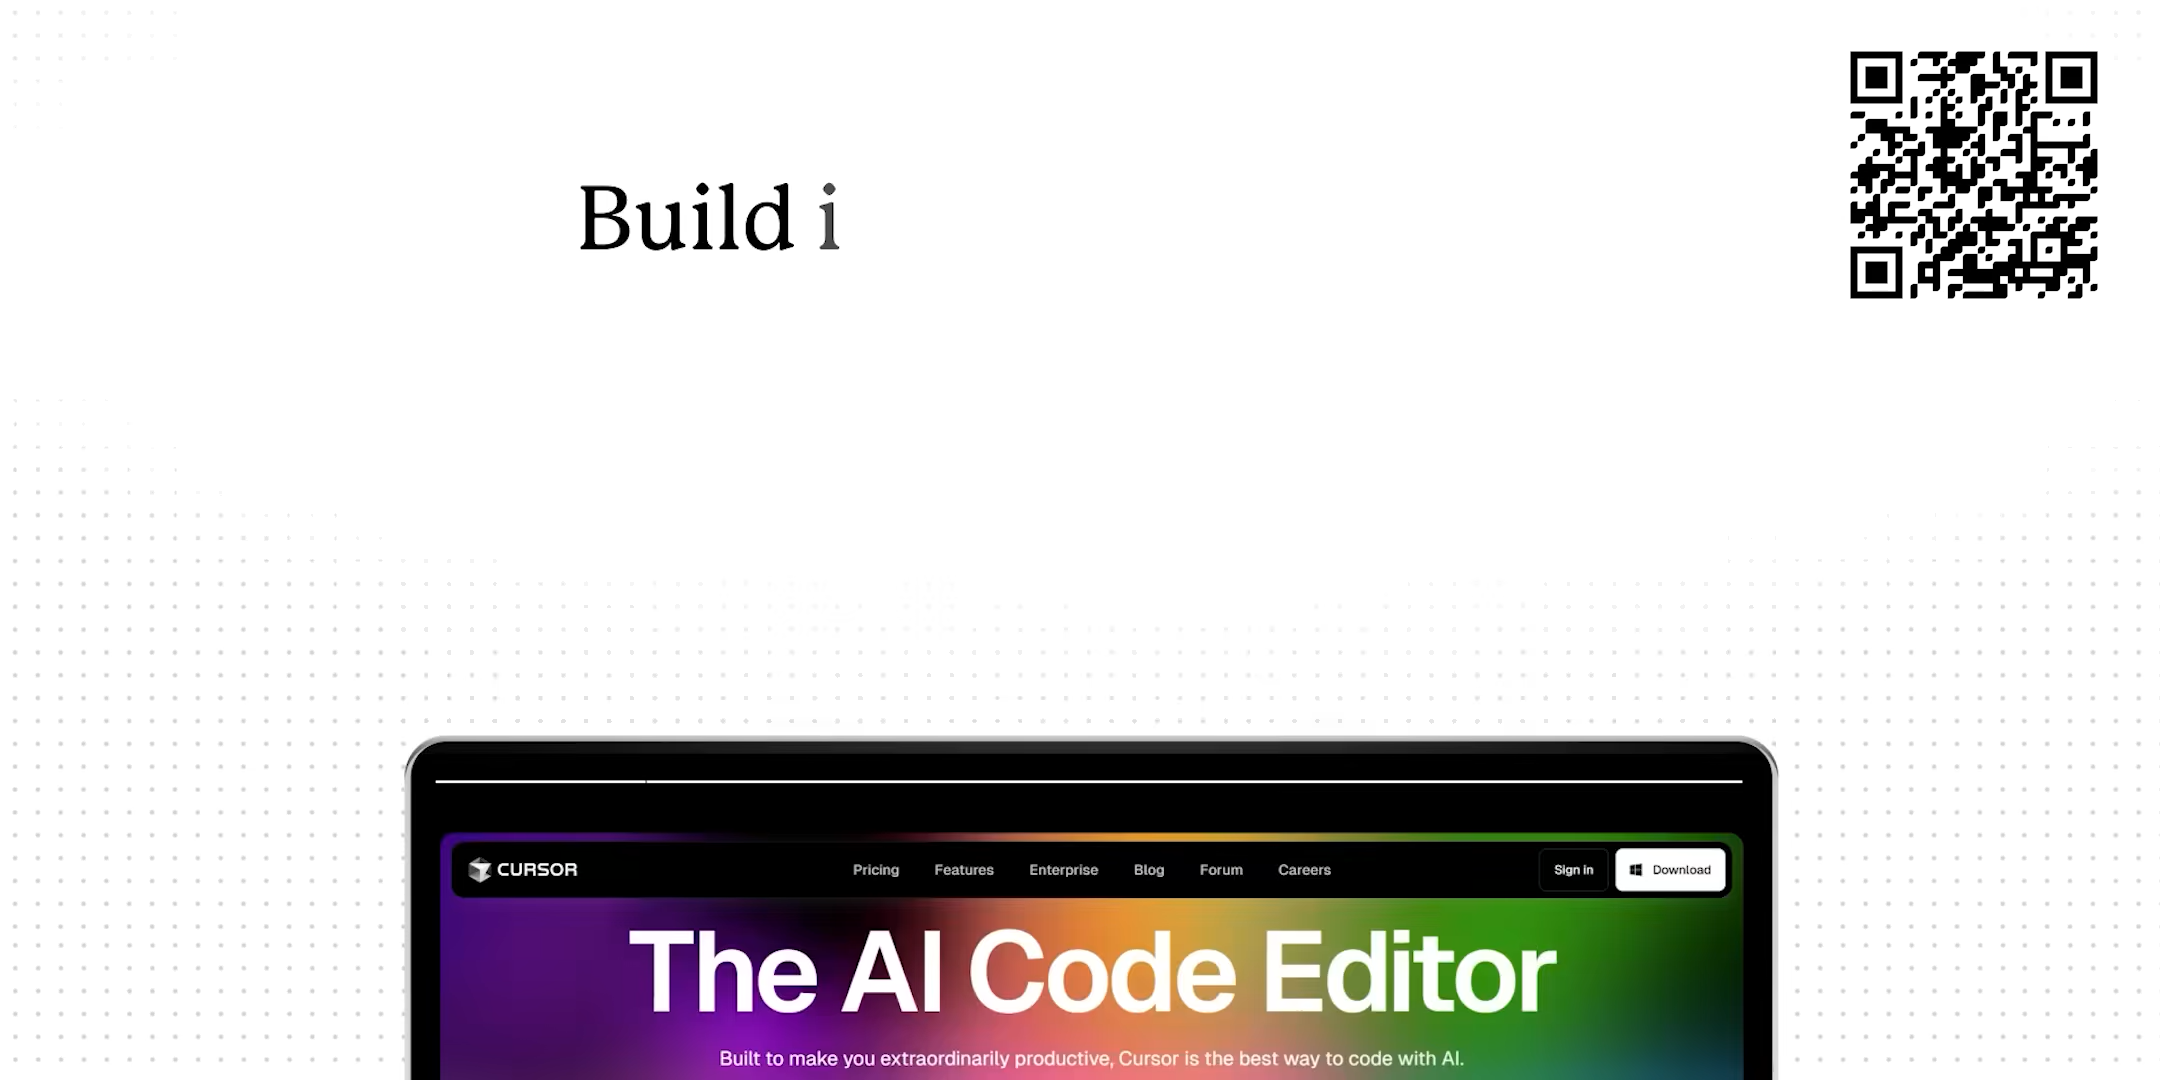 Build i
CURSOR
Pricing Features Enterprise Blog Forum Careers
Sign in Download
The AI Code Editor
Built to make you extraordinarily productive, Cursor is the best way to code with AI.